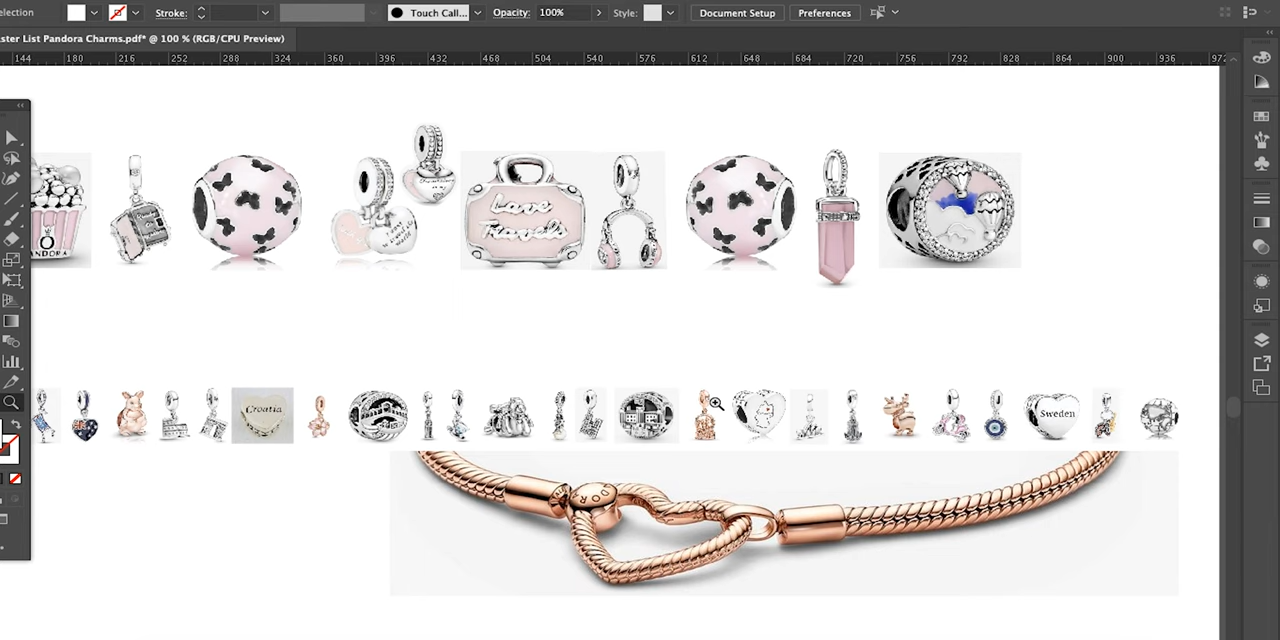 election
Stroke:
Touch Call...
Opacity:
100%
Style:
Document Setup
Preferences
ster List Pandora Charms.pdf* @ 100 % (RGB/CPU Preview)
144 180 216 252 288 324 360 396 432 468 504 540 576 612 648 684 720 756 792 828 864 900 936 972
ANDORA
Love
Travels
Croatia
Sweden